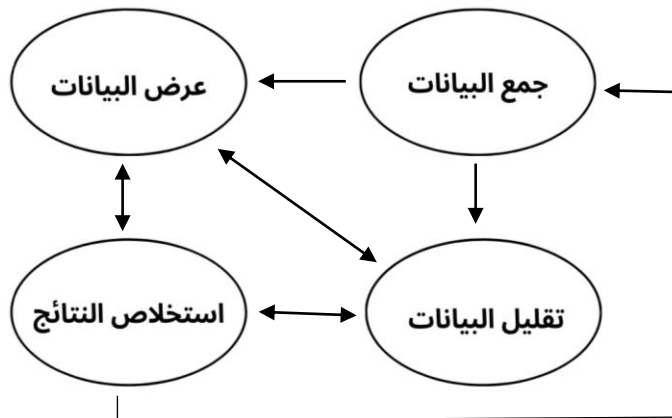 جمع البيانات
عرض البيانات
تقليل البيانات
استخلاص النتائج